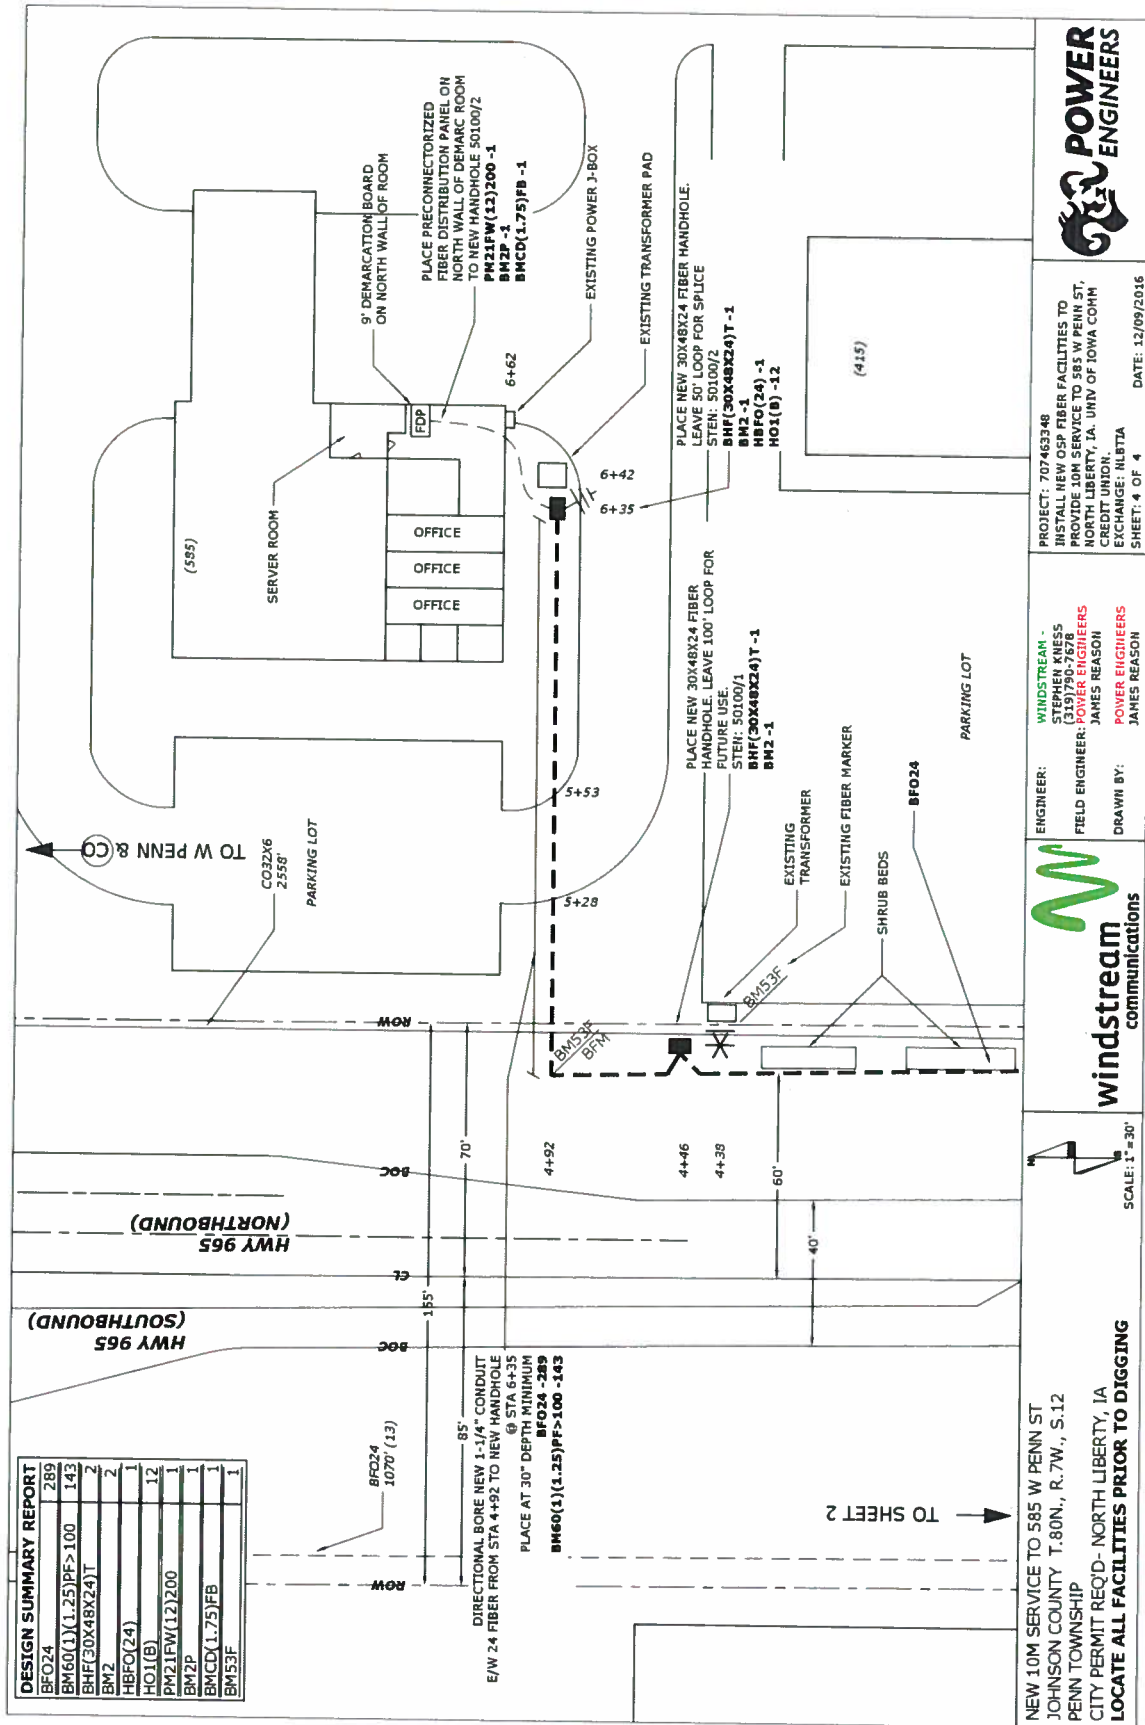 DESIGN SUMMARY REPORT
BFO24 289
BM60(1)(1.25)PF>100 143
BHF(30X48X24)T 2
BM2 2
HBFO(24) 1
HO1(B) 12
PM21FW(12)200 1
BM2P 1
BMCD(1.75)FB 1
BM53F 1
HWY 965
(SOUTHBOUND)
HWY 965
(NORTHBOUND)
TO W PENN & CO
CO32X6
2558'
PARKING LOT
(585)
SERVER ROOM
OFFICE
OFFICE
OFFICE
FDP
9' DEMARCATION BOARD
ON NORTH WALL OF ROOM
PLACE PRECONNECTORIZED
FIBER DISTRIBUTION PANEL ON
NORTH WALL OF DEMARC ROOM
TO NEW HANDHOLE 50100/2
PM21FW(12)200 -1
BM2P -1
BMCD(1.75)FB -1
6+62
EXISTING POWER J-BOX
EXISTING TRANSFORMER PAD
6+42
6+35
PLACE NEW 30X48X24 FIBER HANDHOLE.
LEAVE 50' LOOP FOR SPLICE
STEN: 50100/2
BHF(30X48X24)T -1
BM2 -1
HBFO(24) -1
HO1(B) -12
(415)
BFO24
1070' (13)
ROW
BOC
CL
BOC
ROW
155'
85'
70'
DIRECTIONAL BORE NEW 1-1/4" CONDUIT
E/W 24 FIBER FROM STA 4+92 TO NEW HANDHOLE
@ STA 6+35
PLACE AT 30" DEPTH MINIMUM
BFO24 -289
BM60(1)(1.25)PF>100 -143
4+92
4+46
4+38
5+28
5+53
BM53F
BFM
60'
40'
PLACE NEW 30X48X24 FIBER
HANDHOLE. LEAVE 100' LOOP FOR
FUTURE USE.
STEN: 50100/1
BHF(30X48X24)T -1
BM2 -1
EXISTING
TRANSFORMER
BM53F
EXISTING FIBER MARKER
SHRUB BEDS
BFO24
PARKING LOT
TO SHEET 2
NEW 10M SERVICE TO 585 W PENN ST
JOHNSON COUNTY T.80N., R.7W., S.12
PENN TOWNSHIP
CITY PERMIT REQ'D- NORTH LIBERTY, IA
LOCATE ALL FACILITIES PRIOR TO DIGGING
SCALE: 1"=30'
windstream
communications
ENGINEER: WINDSTREAM -
STEPHEN KNESS
(319)790-7678
FIELD ENGINEER: POWER ENGINEERS
JAMES REASON
DRAWN BY: POWER ENGINEERS
JAMES REASON
PROJECT: 707463348
INSTALL NEW OSP FIBER FACILITIES TO
PROVIDE 10M SERVICE TO 585 W PENN ST,
NORTH LIBERTY, IA. UNIV OF IOWA COMM
CREDIT UNION.
EXCHANGE: NLBTIA
SHEET: 4 OF 4 DATE: 12/09/2016
POWER
ENGINEERS